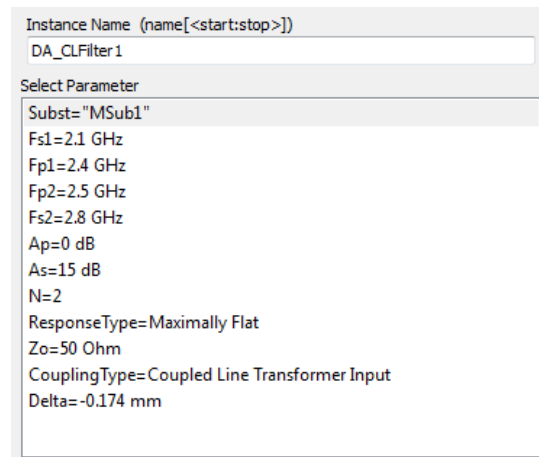 Instance Name  (name[<start:stop>])
DA_CLFilter1
Select Parameter
Subst="MSub1"
Fs1=2.1 GHz
Fp1=2.4 GHz
Fp2=2.5 GHz
Fs2=2.8 GHz
Ap=0 dB
As=15 dB
N=2
ResponseType=Maximally Flat
Zo=50 Ohm
CouplingType=Coupled Line Transformer Input
Delta=-0.174 mm